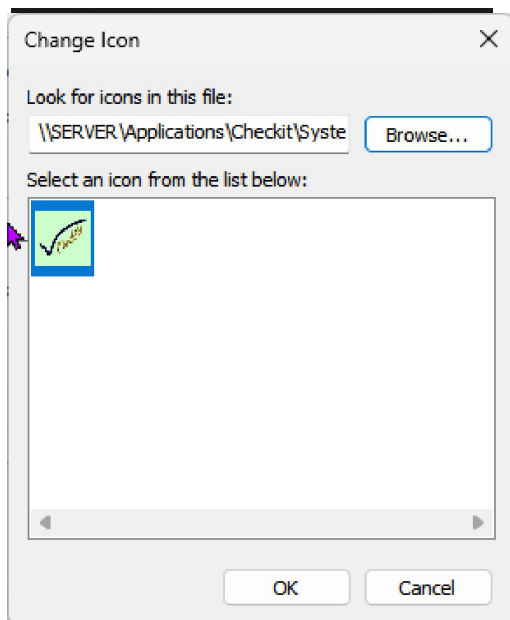 Change Icon
Look for icons in this file:
\\SERVER\Applications\Checkit\Syste
Browse...
Select an icon from the list below:
OK
Cancel